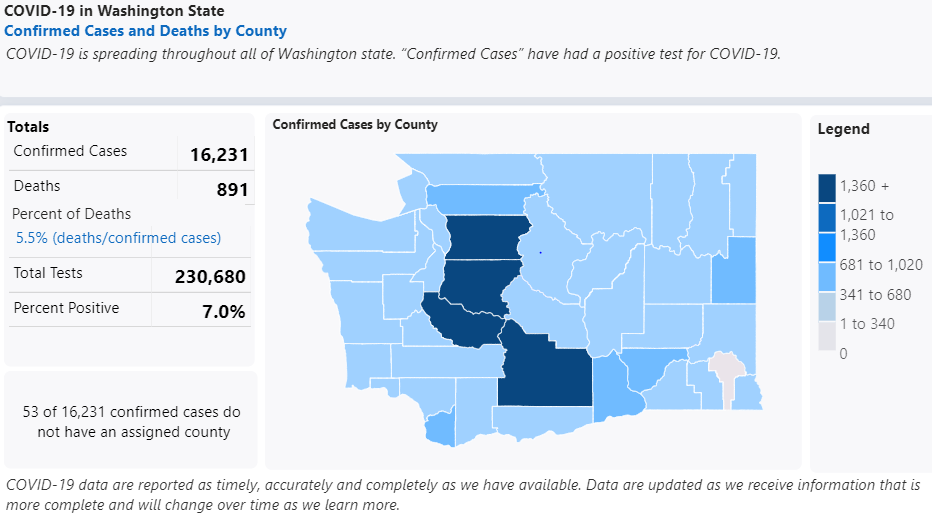 COVID-19 in Washington State
Confirmed Cases and Deaths by County
COVID-19 is spreading throughout all of Washington state. “Confirmed Cases” have had a positive test for COVID-19.
Totals
Confirmed Cases 16,231
Deaths 891
Percent of Deaths
5.5% (deaths/confirmed cases)
Total Tests 230,680
Percent Positive 7.0%
53 of 16,231 confirmed cases do
not have an assigned county
Confirmed Cases by County
Legend
1,360 +
1,021 to
1,360
681 to 1,020
341 to 680
1 to 340
0
COVID-19 data are reported as timely, accurately and completely as we have available. Data are updated as we receive information that is
more complete and will change over time as we learn more.